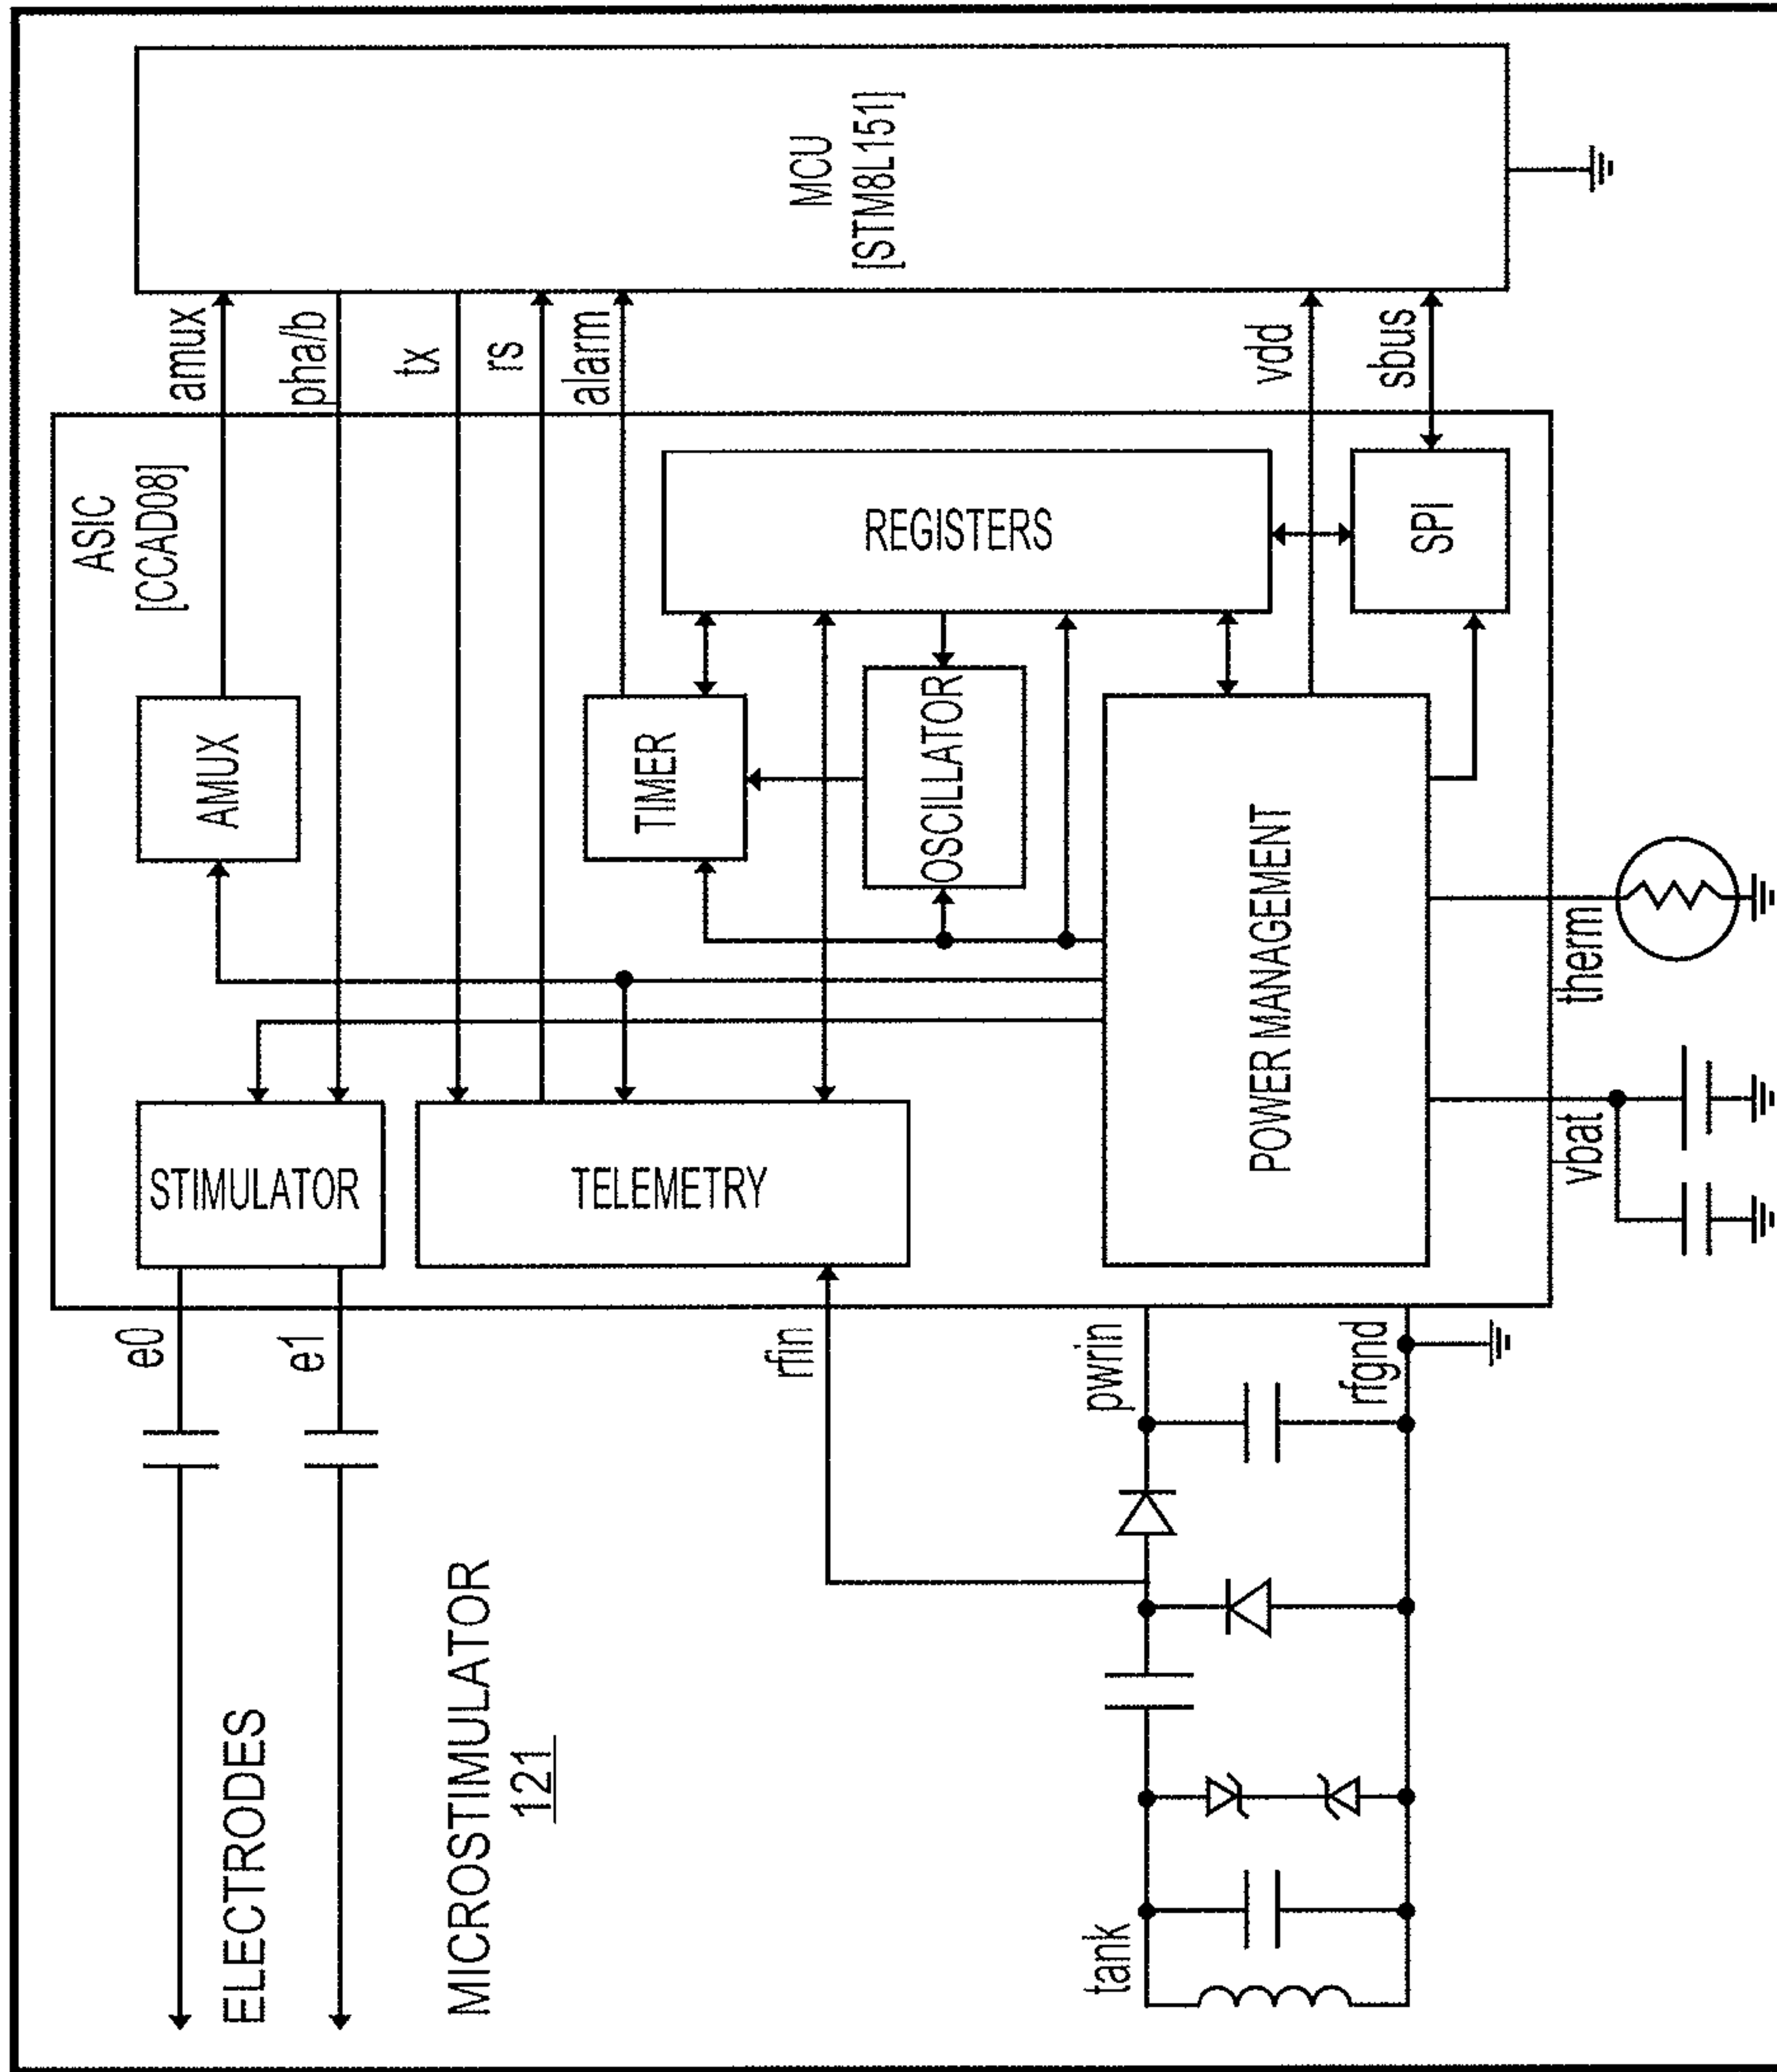 ELECTRODES
MICROSTIMULATOR
121
e0
e1
rfin
pwrin
rfgnd
tank
STIMULATOR
TELEMETRY
AMUX
ASIC
[CCAD08]
TIMER
OSCILLATOR
REGISTERS
POWER MANAGEMENT
SPI
vbat
therm
amux
pha/b
tx
rs
alarm
vdd
sbus
MCU
[STM8L151]